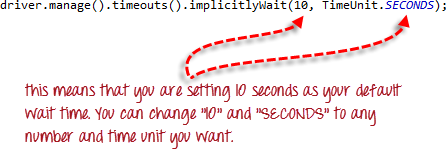 driver.manage().timeouts().implicitlyWait(10, TimeUnit.SECONDS);
this means that you are setting 10 seconds as your default
wait time. You can change "10" and "SECONDS" to any
number and time unit you want.